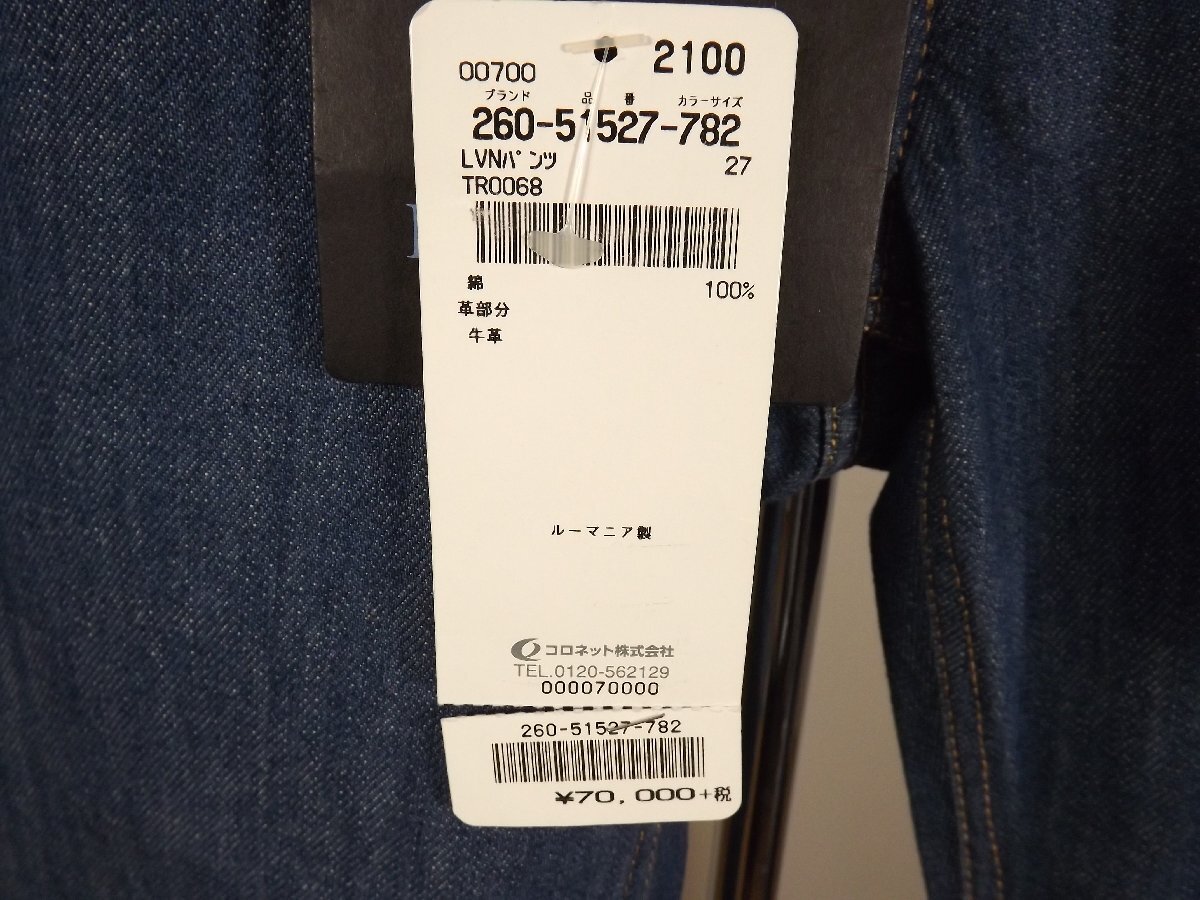 00700 2100
ブランド 品番 カラーサイズ
260-51527-782
LVNパンツ 27
TR0068
綿 100%
革部分
牛革
ルーマニア製
コロネット株式会社
TEL.0120-562129
000070000
260-51527-782
¥70,000+税